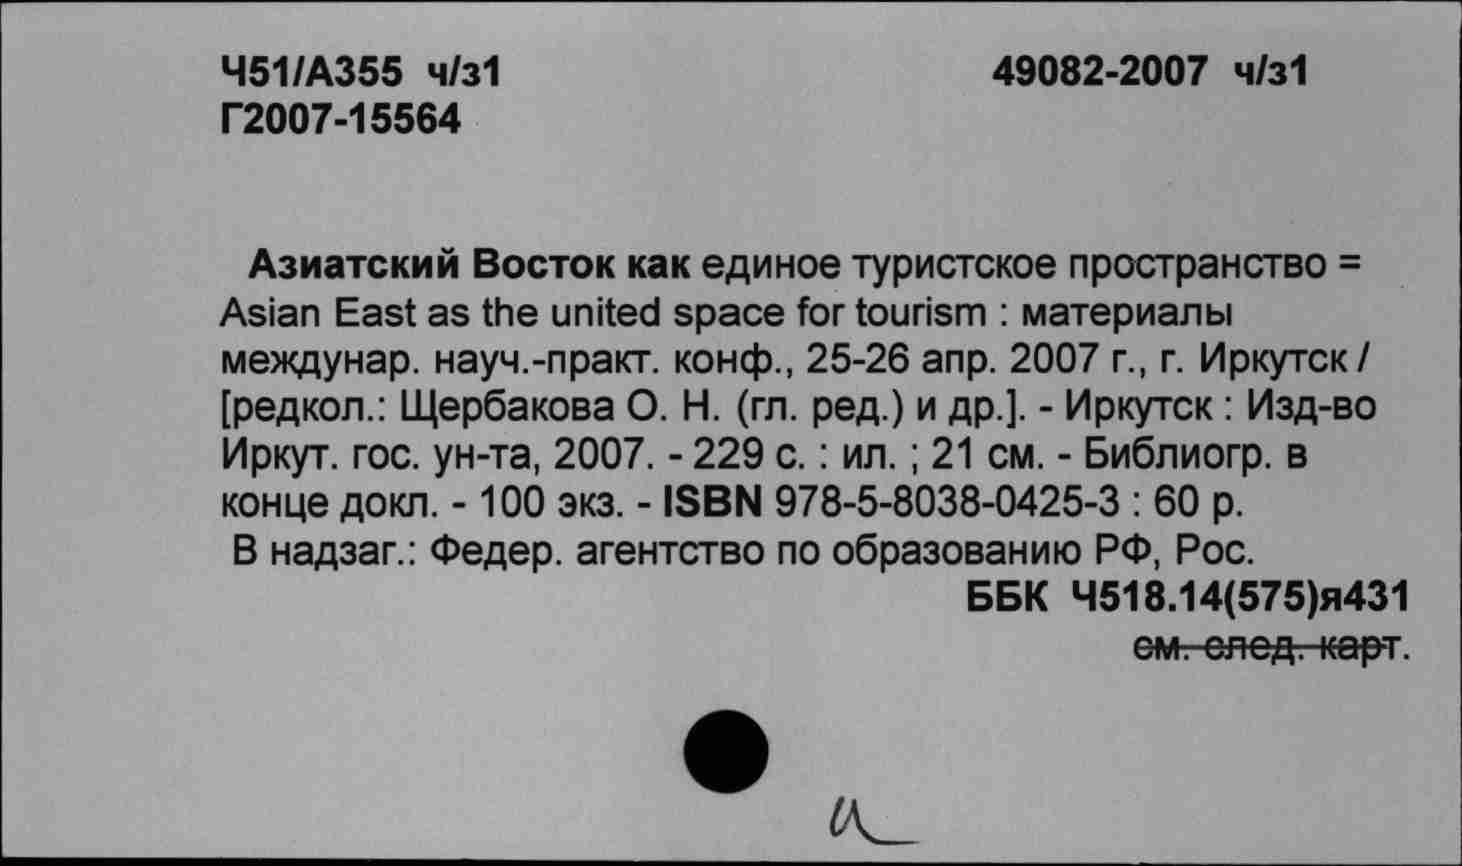 Ч51/А355 ч/з1 49082-2007 ч/з1
Г2007-15564
Азиатский Восток как единое туристское пространство =
Asian East as the united space for tourism : материалы
междунар. науч.-практ. конф., 25-26 апр. 2007 г., г. Иркутск /
[редкол.: Щербакова О. Н. (гл. ред.) и др.]. - Иркутск : Изд-во
Иркут. гос. ун-та, 2007. - 229 с. : ил. ; 21 см. - Библиогр. в
конце докл. - 100 экз. - ISBN 978-5-8038-0425-3 : 60 р.
В надзаг.: Федер. агентство по образованию РФ, Рос.
ББК Ч518.14(575)я431
см. след. карт.